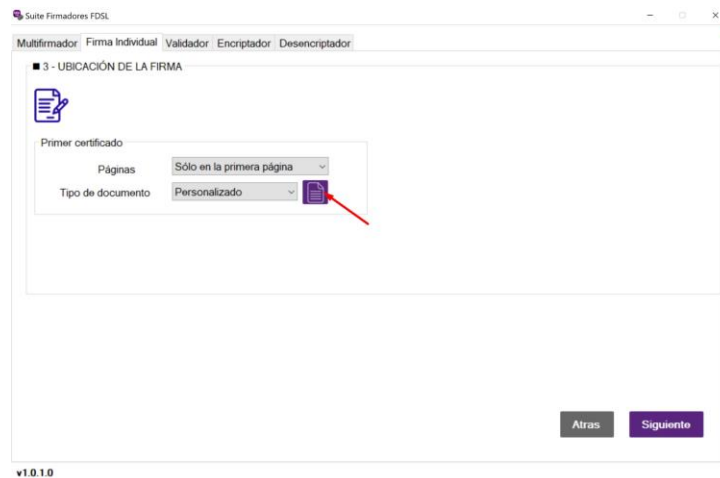 Suite Firmadores FDSL
Multifirmador Firma Individual Validador Encriptador Desencriptador
■ 3 - UBICACIÓN DE LA FIRMA
Primer certificado
Páginas Sólo en la primera página
Tipo de documento Personalizado
Atras Siguiente
v1.0.1.0